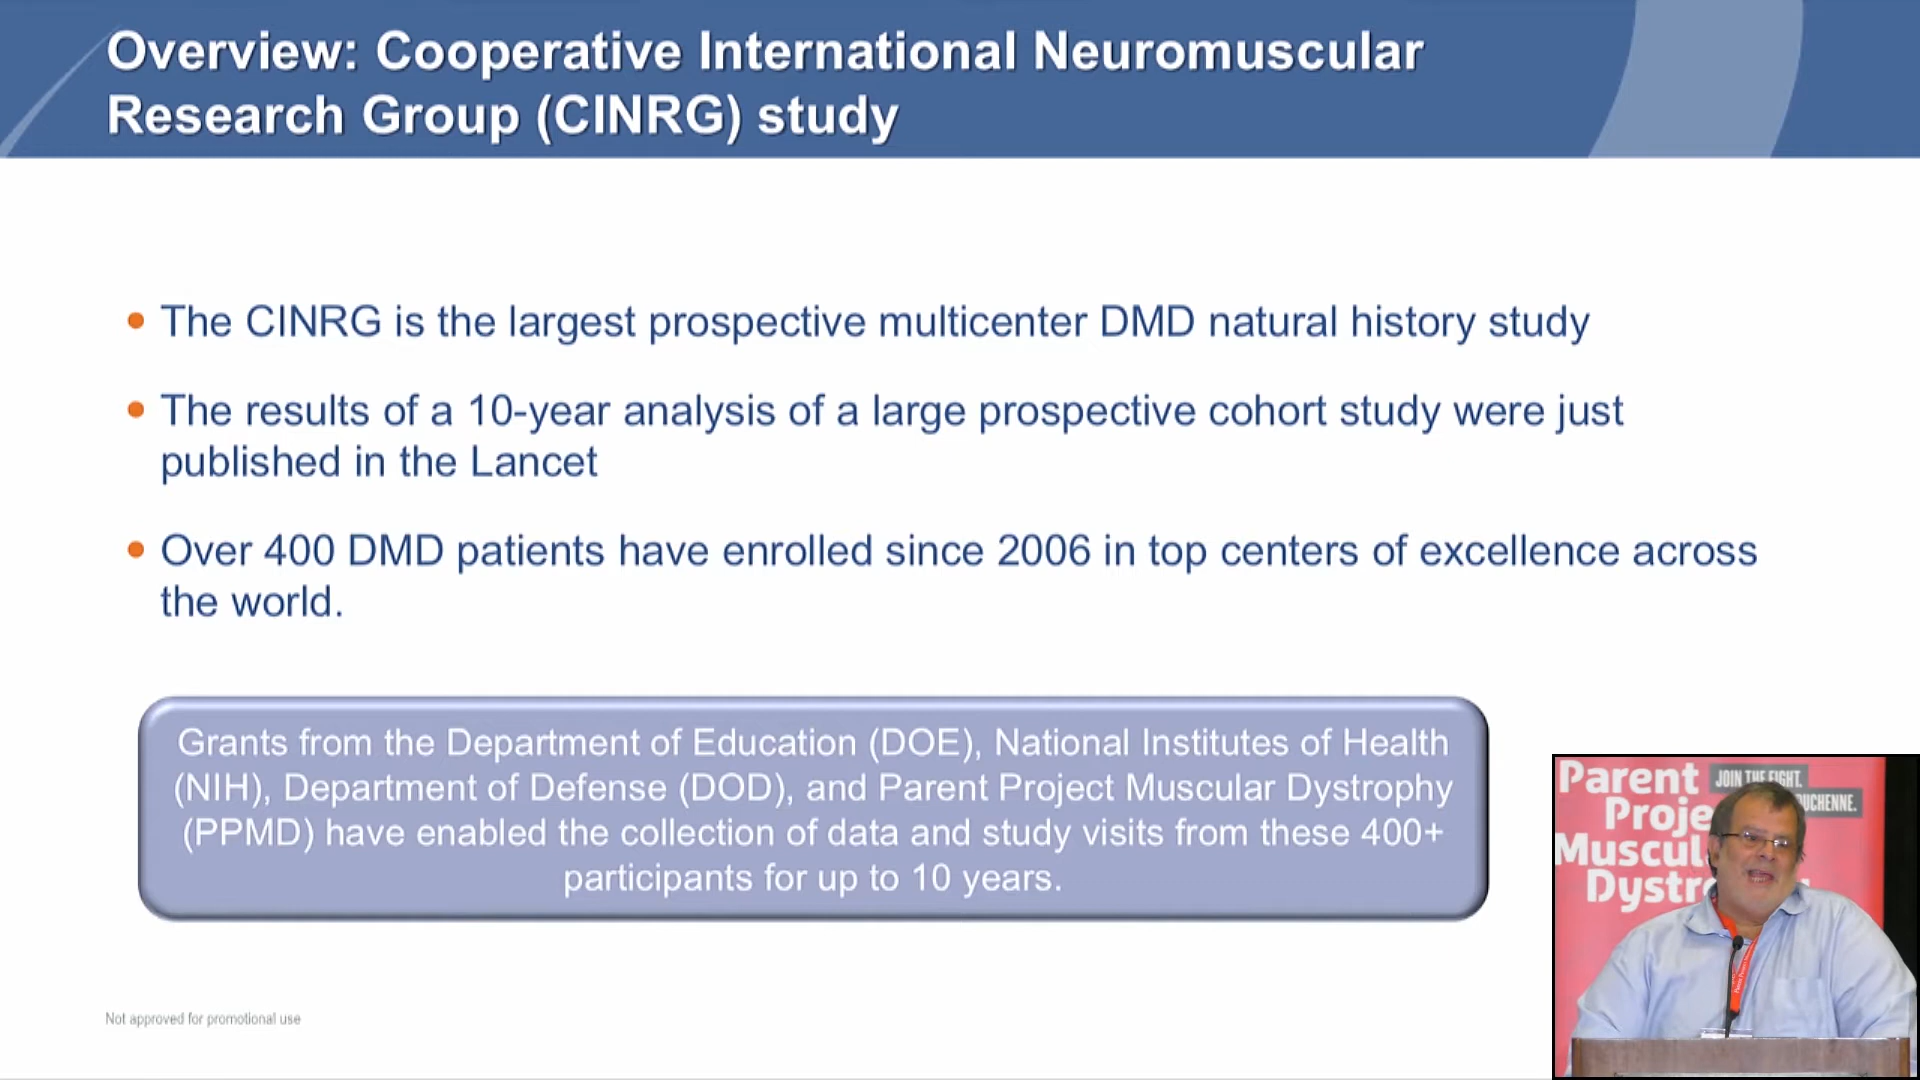 Overview: Cooperative International Neuromuscular
Research Group (CINRG) study
• The CINRG is the largest prospective multicenter DMD natural history study
• The results of a 10-year analysis of a large prospective cohort study were just
published in the Lancet
• Over 400 DMD patients have enrolled since 2006 in top centers of excellence across
the world.
Grants from the Department of Education (DOE), National Institutes of Health
(NIH), Department of Defense (DOD), and Parent Project Muscular Dystrophy
(PPMD) have enabled the collection of data and study visits from these 400+
participants for up to 10 years.
Not approved for promotional use
Parent
Proje
Muscul
Dystr
JOIN THE FIGHT.
UCHENNE.